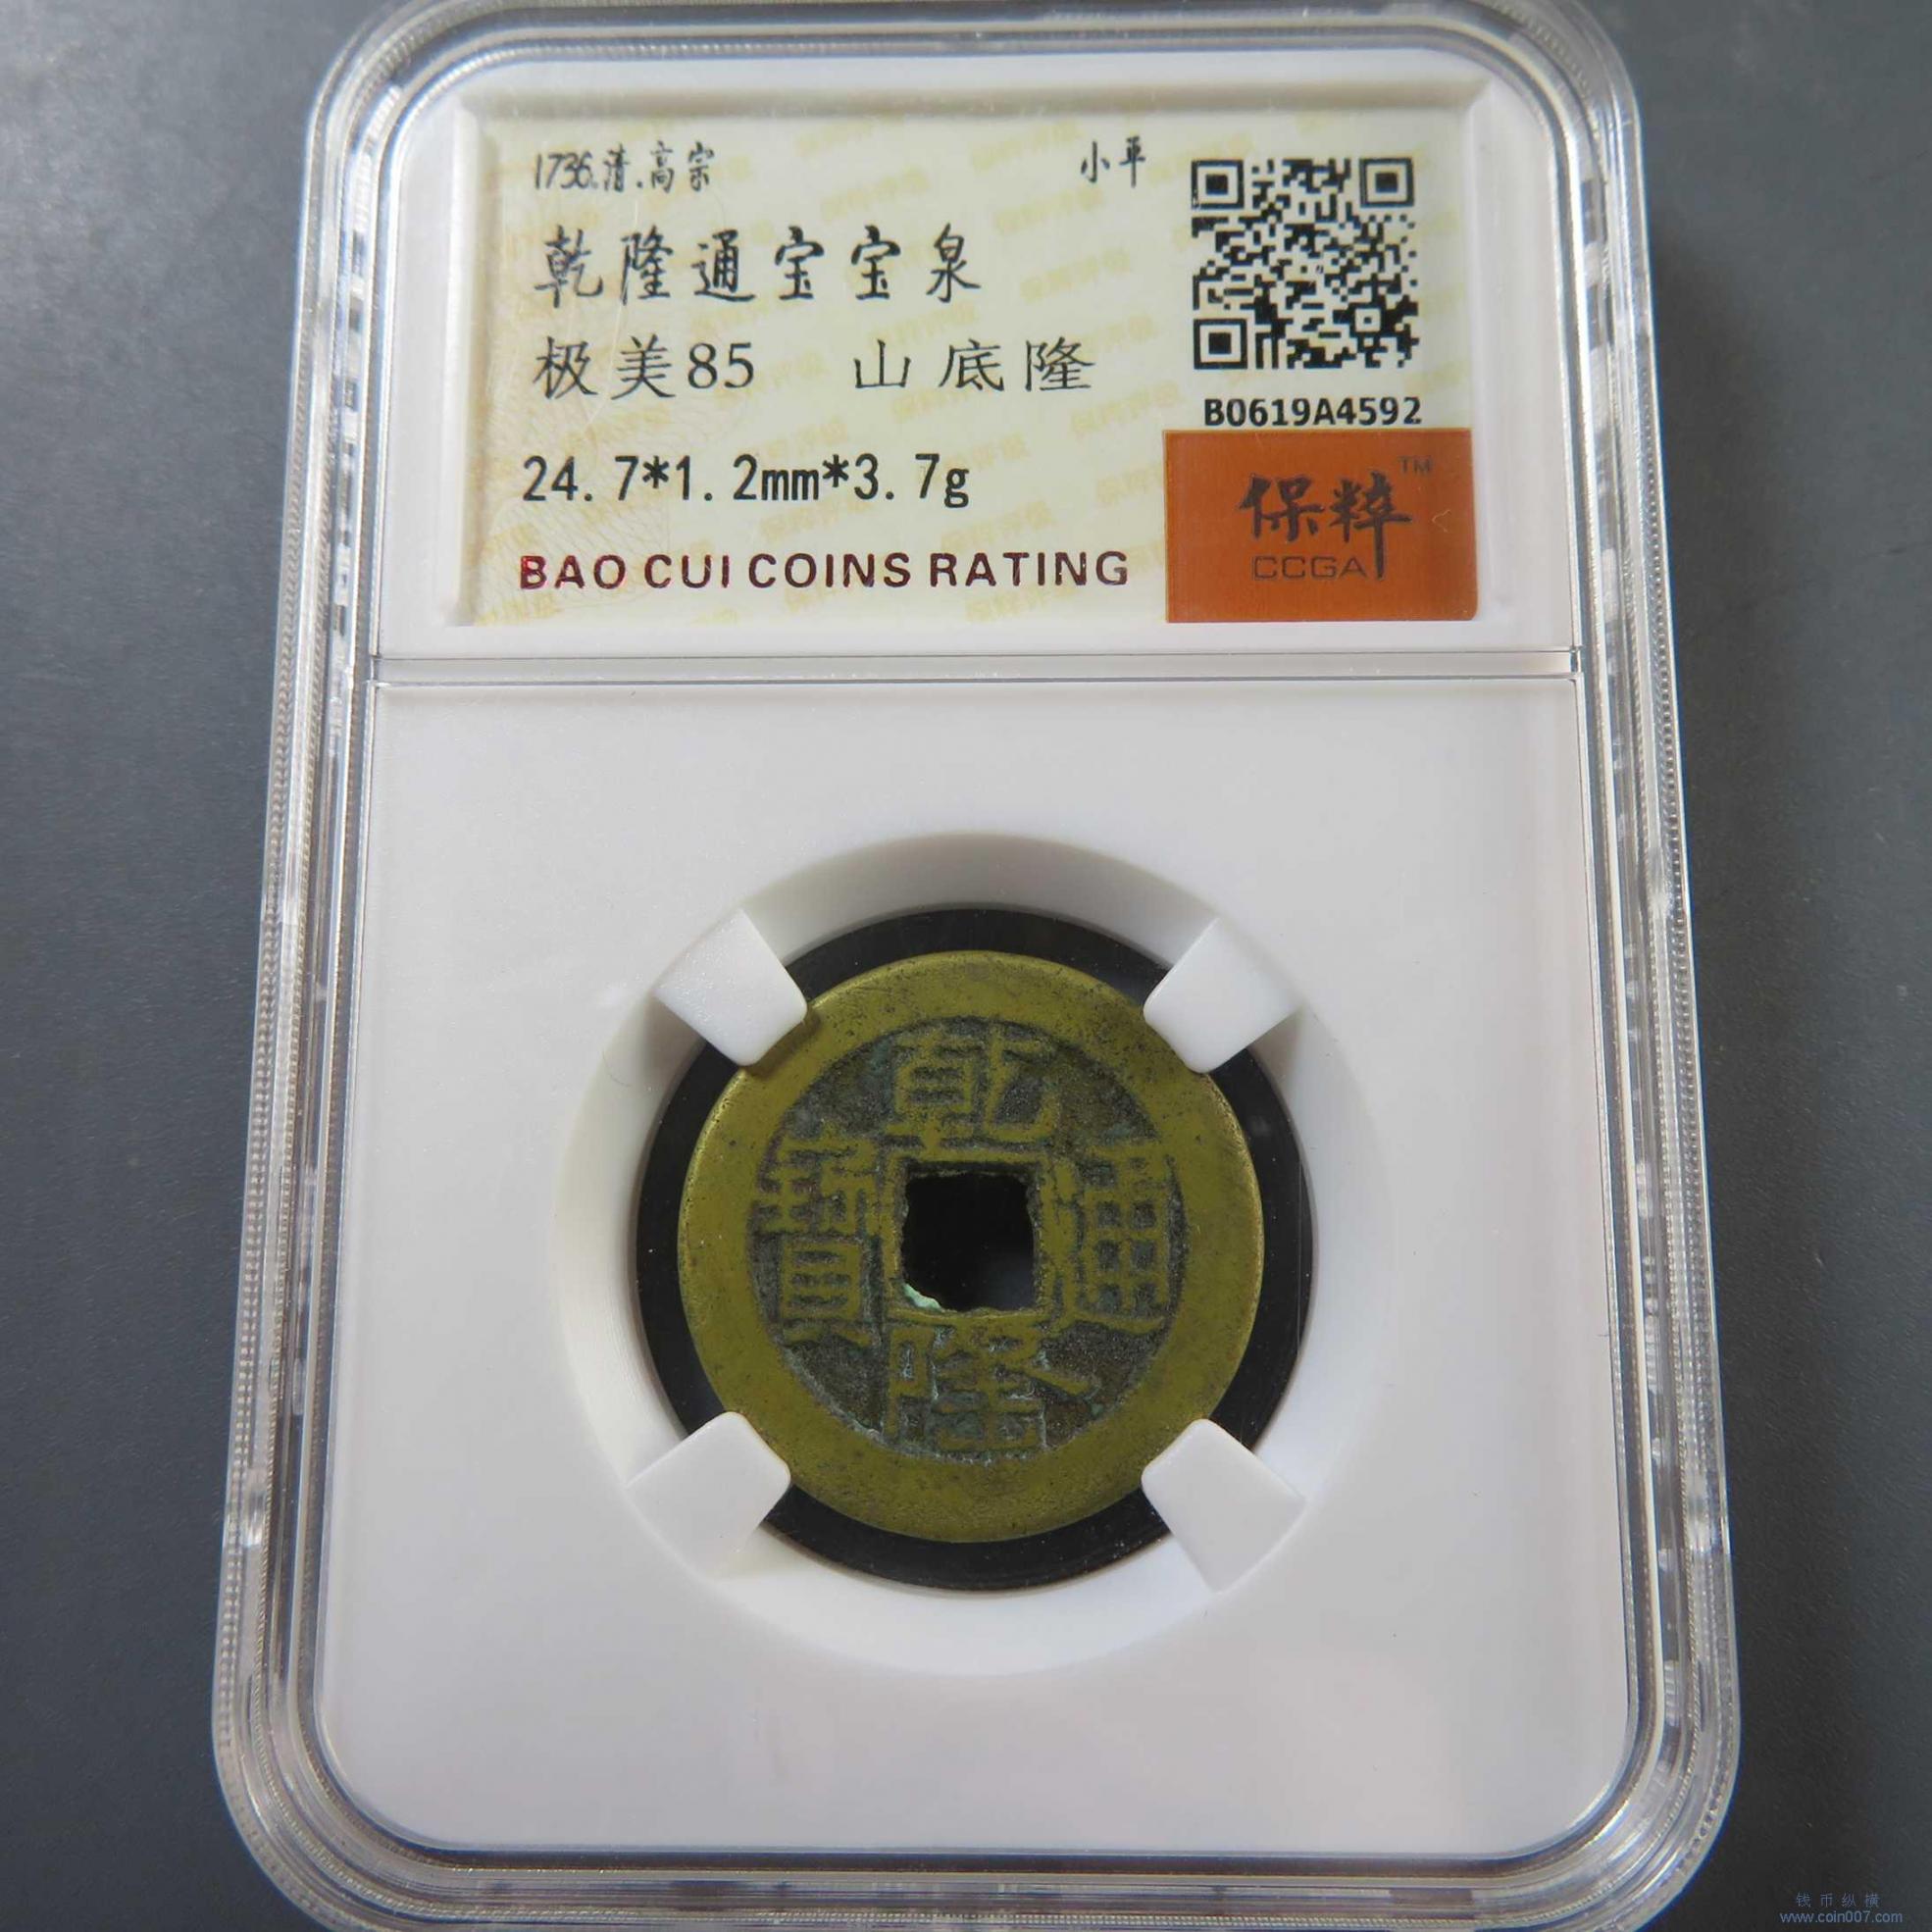 1736.清.高宗 小平
乾隆通宝宝泉
极美85 山底隆
B0619A4592
24.7*1.2mm*3.7g
保粹™
CCGA
BAO CUI COINS RATING
乾隆通寶
钱币纵横
www.coin007.com